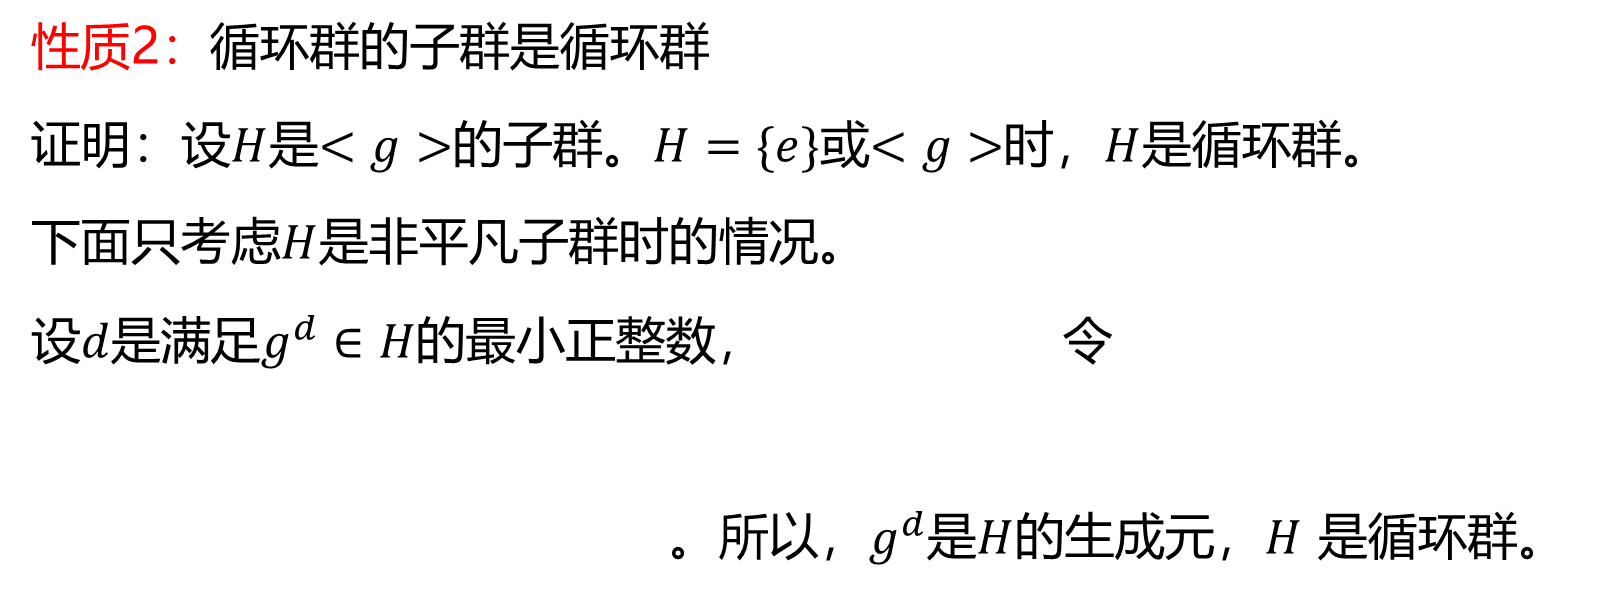 性质2：循环群的子群是循环群
证明：设H是< g >的子群。H = {e}或< g >时，H是循环群。
下面只考虑H是非平凡子群时的情况。
设d是满足g^d ∈ H的最小正整数， 令
。所以，g^d是H的生成元，H 是循环群。